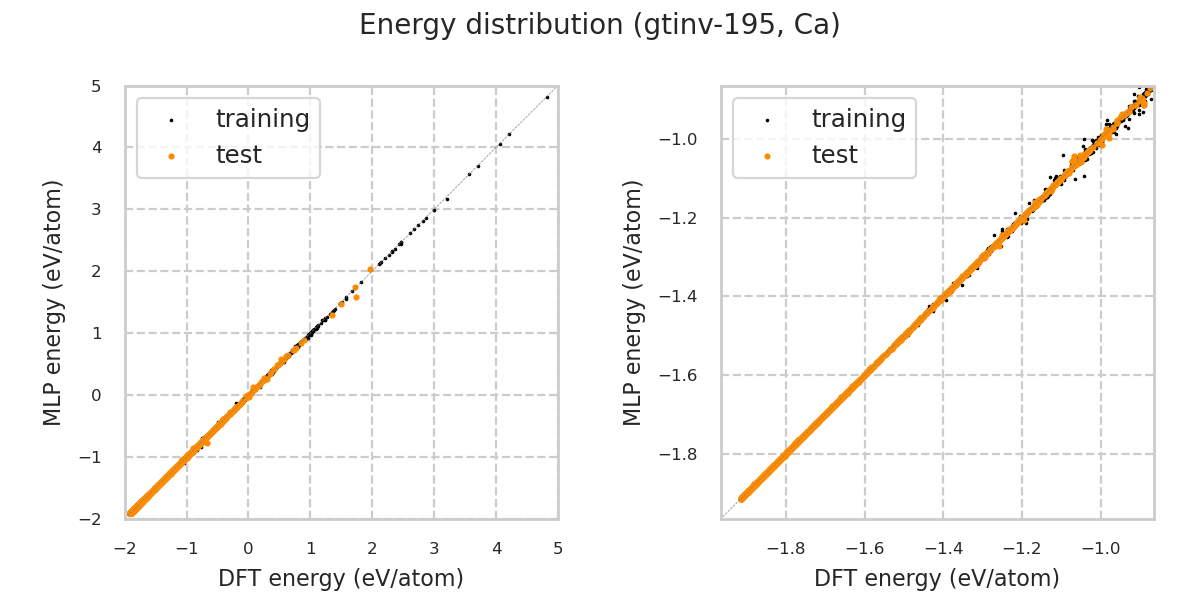 Energy distribution (gtinv-195, Ca)
training
test
5
4
3
2
1
0
−1
−2
−2
−1
0
1
2
3
4
5
MLP energy (eV/atom)
DFT energy (eV/atom)
training
test
−1.0
−1.2
−1.4
−1.6
−1.8
−1.8
−1.6
−1.4
−1.2
−1.0
MLP energy (eV/atom)
DFT energy (eV/atom)